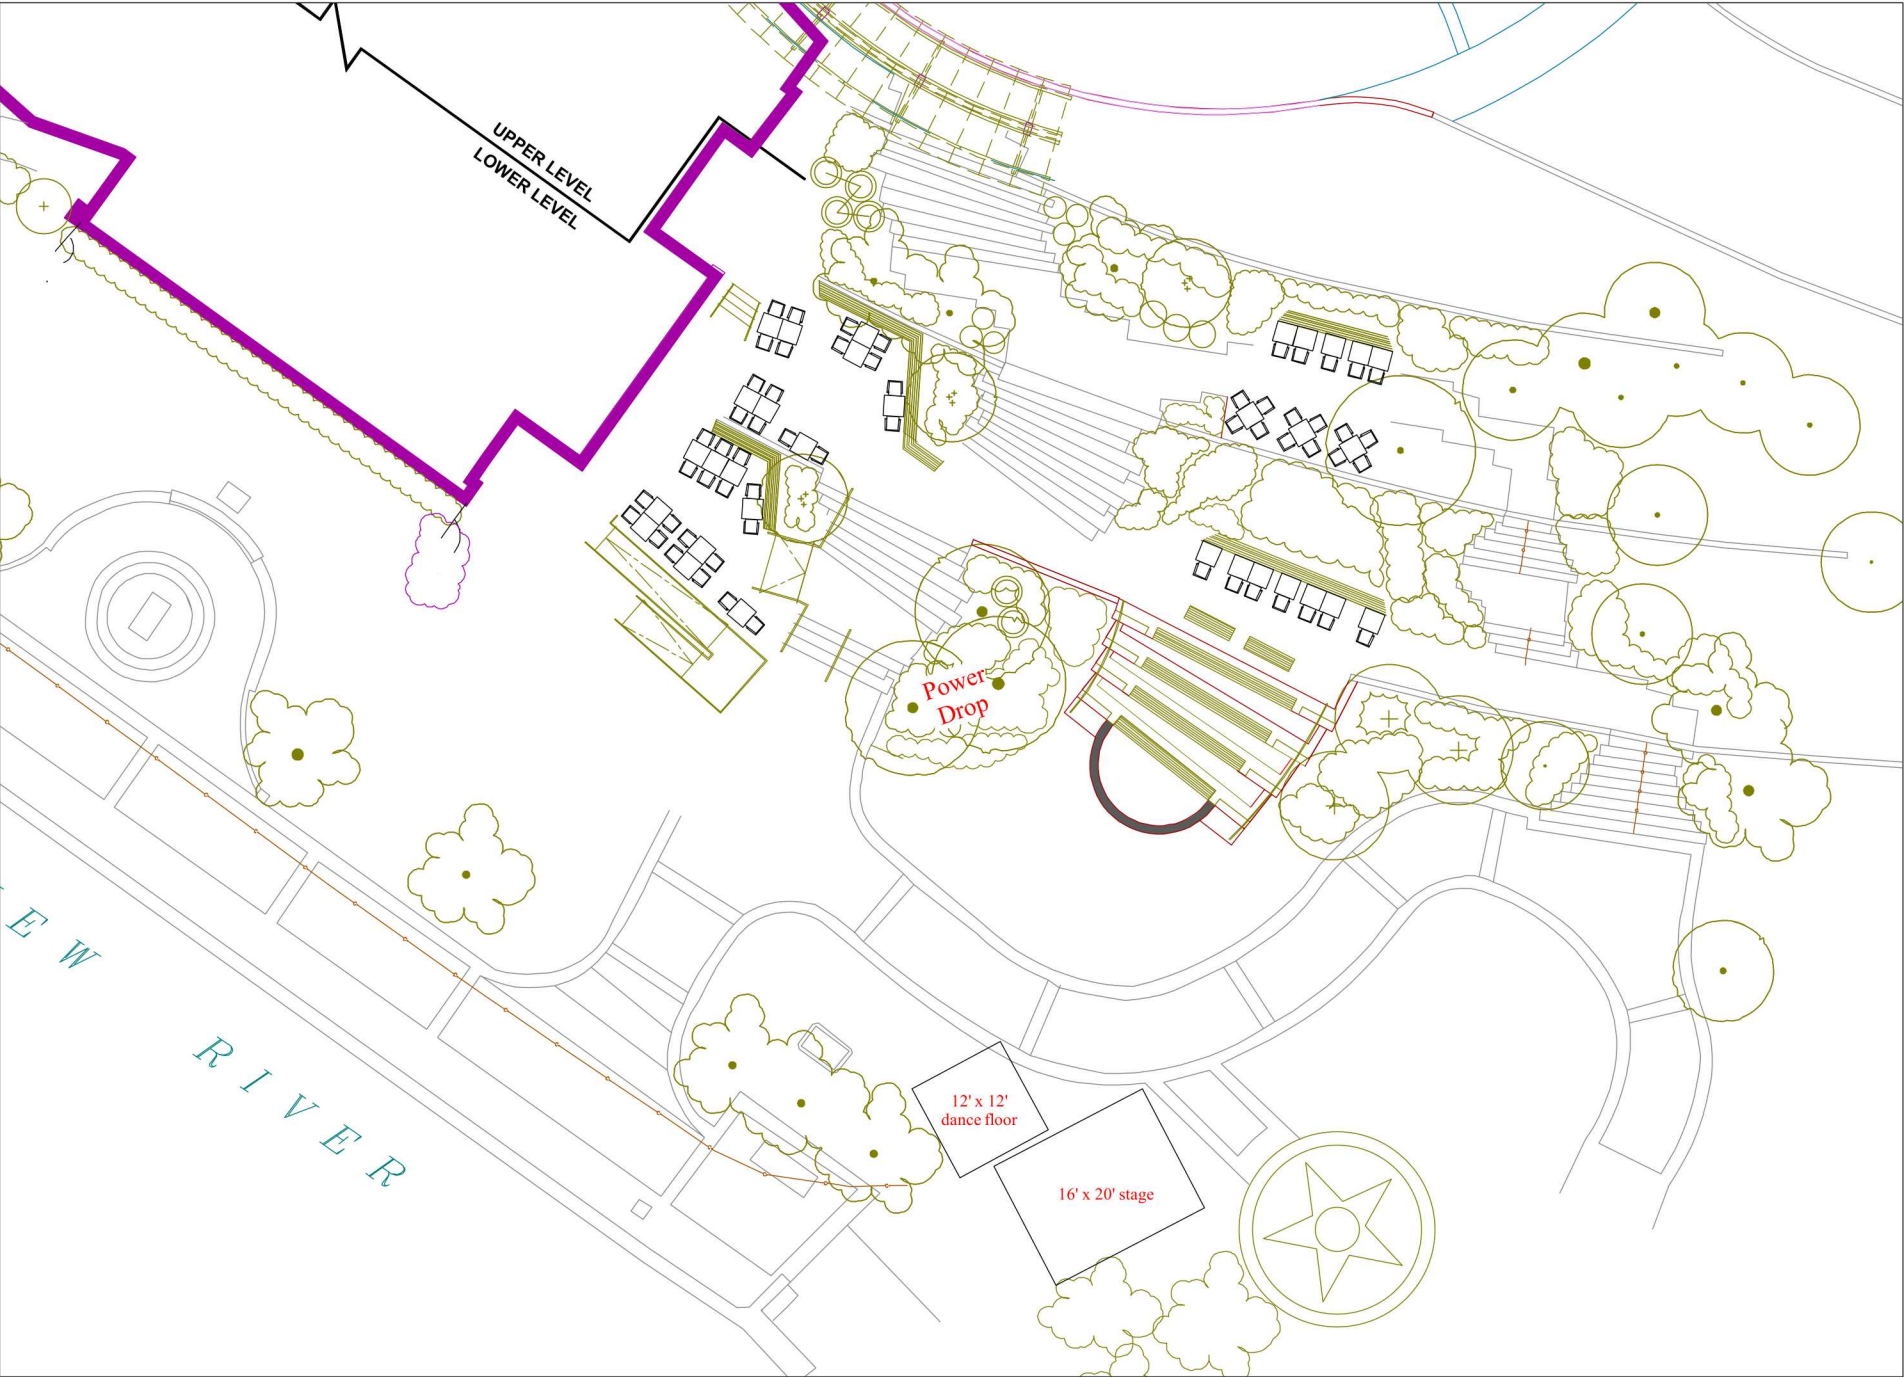 UPPER LEVEL
LOWER LEVEL
Power
Drop
EW
RIVER
12' x 12'
dance floor
16' x 20' stage